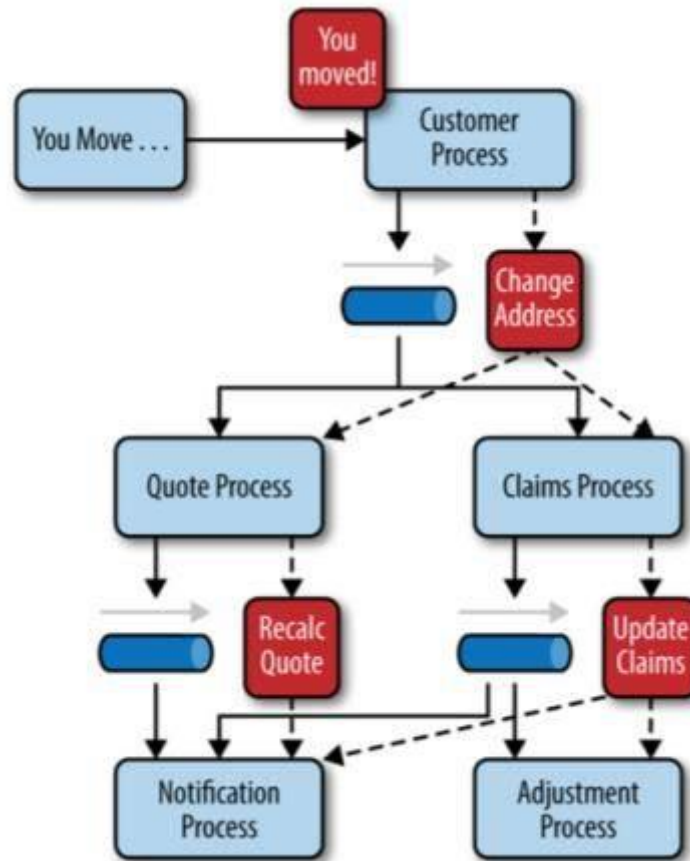 You
moved!
You Move . . .
Customer
Process
Change
Address
Quote Process
Claims Process
Recalc
Quote
Update
Claims
Notification
Process
Adjustment
Process